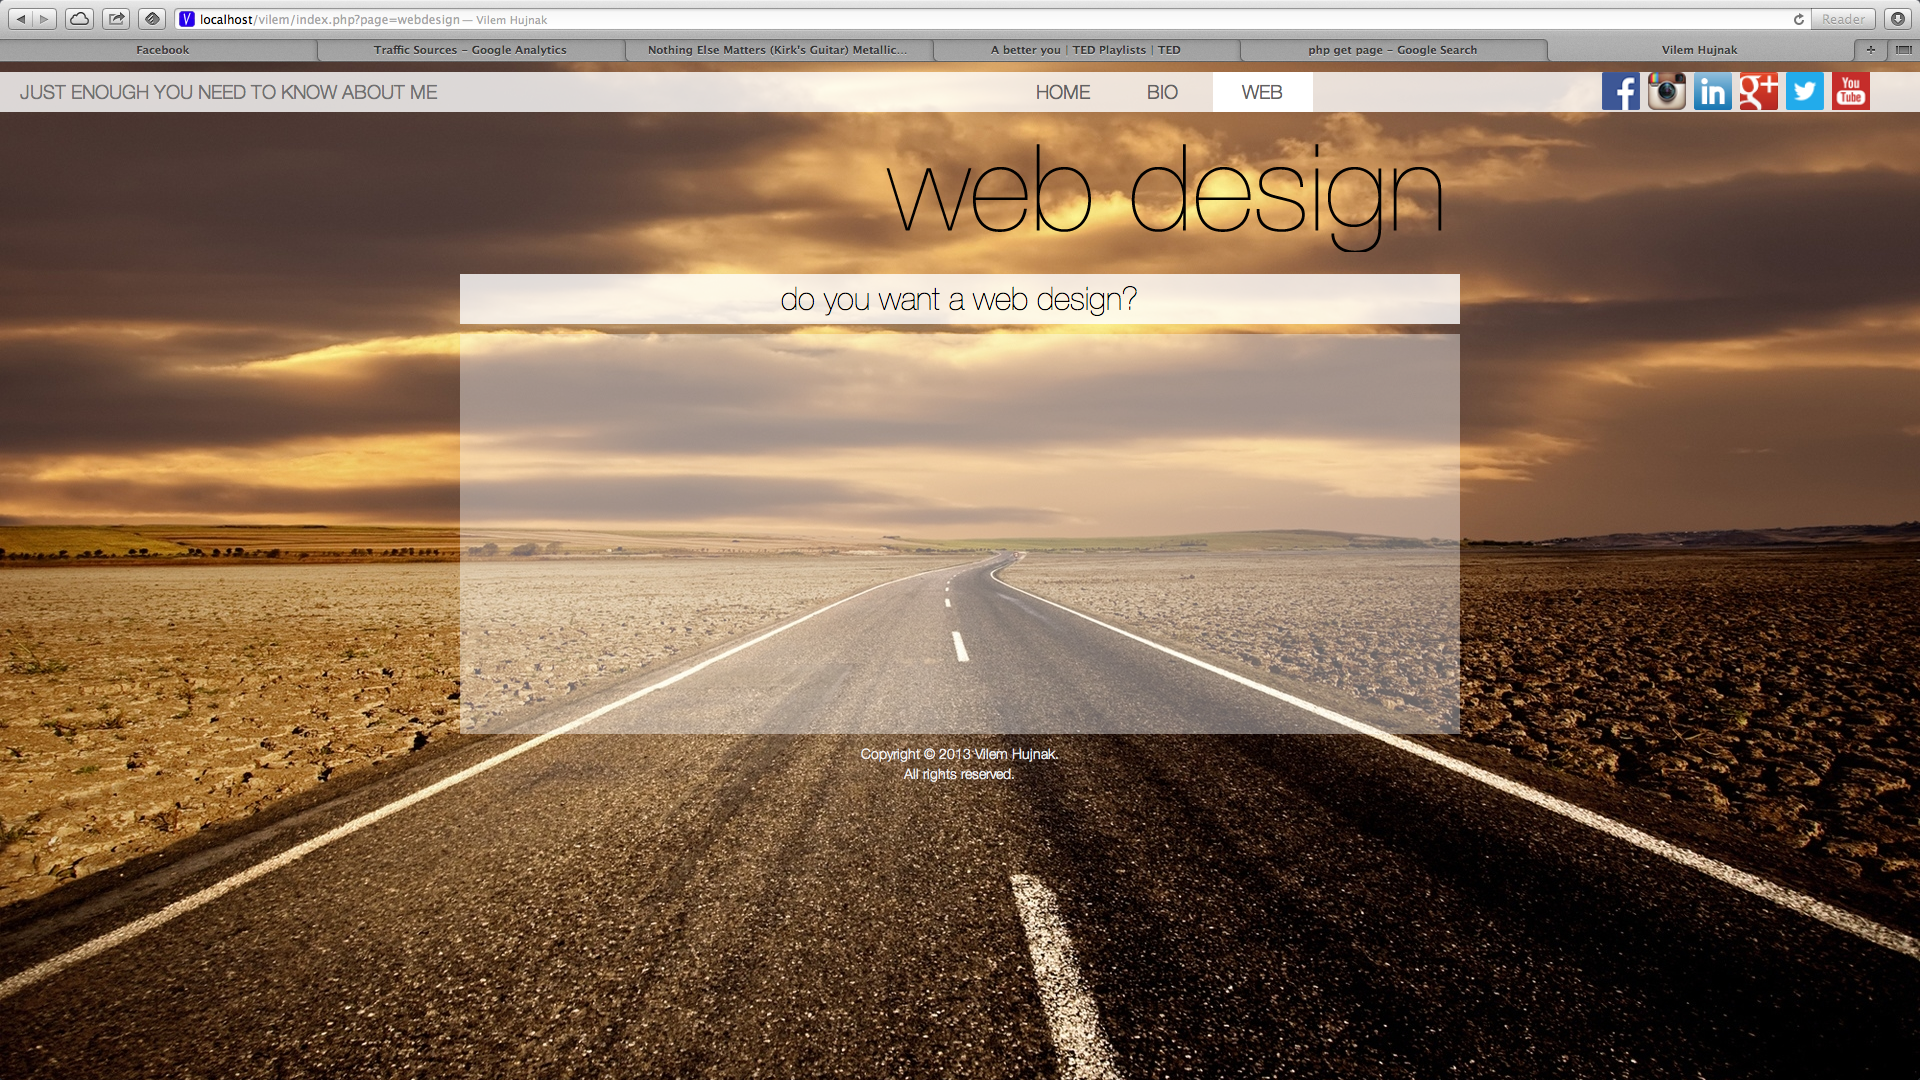 V localhost/vilem/index.php?page=webdesign — Vilem Hujnak Reader
Facebook Traffic Sources – Google Analytics Nothing Else Matters (Kirk's Guitar) Metallic... A better you | TED Playlists | TED php get page – Google Search Vilem Hujnak
JUST ENOUGH YOU NEED TO KNOW ABOUT ME HOME BIO WEB f in g+ You Tube
web design
do you want a web design?
Copyright © 2013 Vilem Hujnak.
All rights reserved.